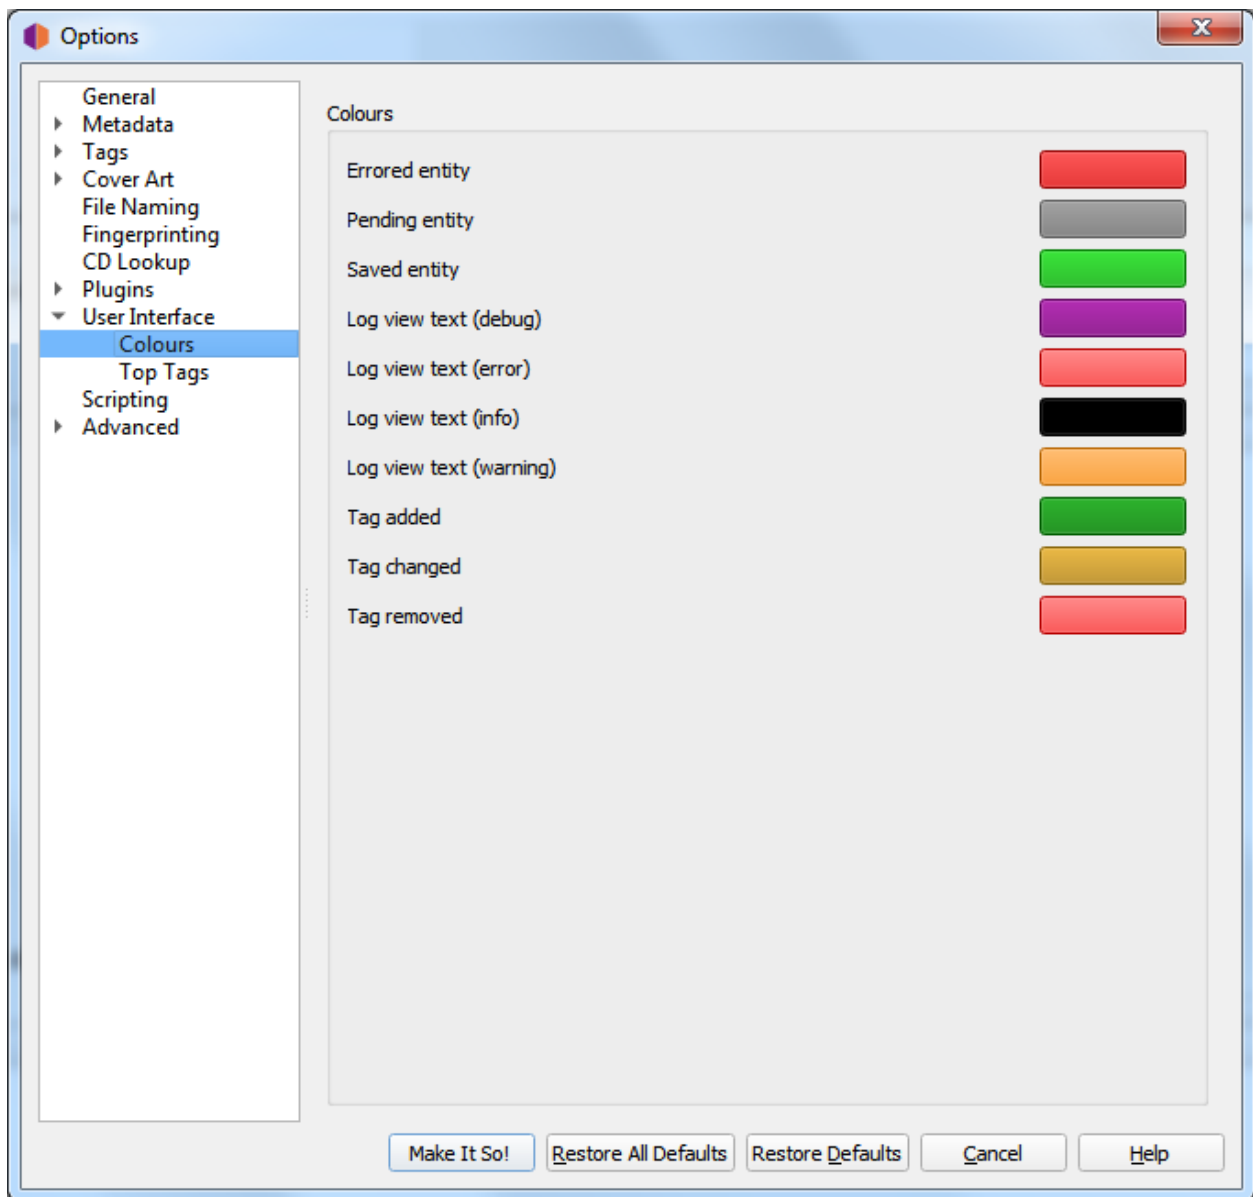 Options
General
Metadata
Tags
Cover Art
File Naming
Fingerprinting
CD Lookup
Plugins
User Interface
Colours
Top Tags
Scripting
Advanced
Colours
Errored entity
Pending entity
Saved entity
Log view text (debug)
Log view text (error)
Log view text (info)
Log view text (warning)
Tag added
Tag changed
Tag removed
Make It So! Restore All Defaults Restore Defaults Cancel Help